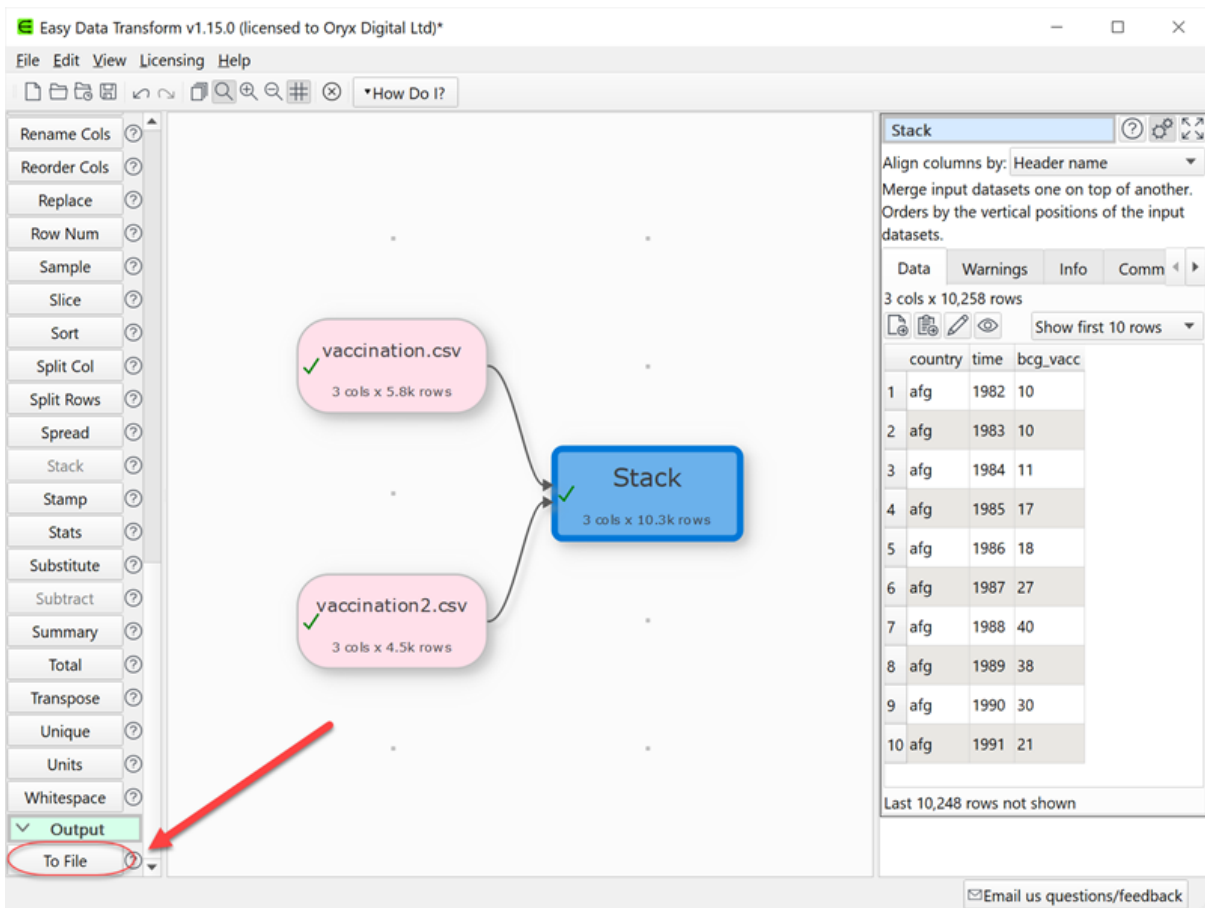 Easy Data Transform v1.15.0 (licensed to Oryx Digital Ltd)*
File Edit View Licensing Help
How Do I?
Rename Cols
Reorder Cols
Replace
Row Num
Sample
Slice
Sort
Split Col
Split Rows
Spread
Stack
Stamp
Stats
Substitute
Subtract
Summary
Total
Transpose
Unique
Units
Whitespace
Output
To File
vaccination.csv
3 cols x 5.8k rows
vaccination2.csv
3 cols x 4.5k rows
Stack
3 cols x 10.3k rows
Stack
Align columns by: Header name
Merge input datasets one on top of another.
Orders by the vertical positions of the input
datasets.
Data Warnings Info Comm
3 cols x 10,258 rows
Show first 10 rows
country time bcg_vacc
1 afg 1982 10
2 afg 1983 10
3 afg 1984 11
4 afg 1985 17
5 afg 1986 18
6 afg 1987 27
7 afg 1988 40
8 afg 1989 38
9 afg 1990 30
10 afg 1991 21
Last 10,248 rows not shown
Email us questions/feedback